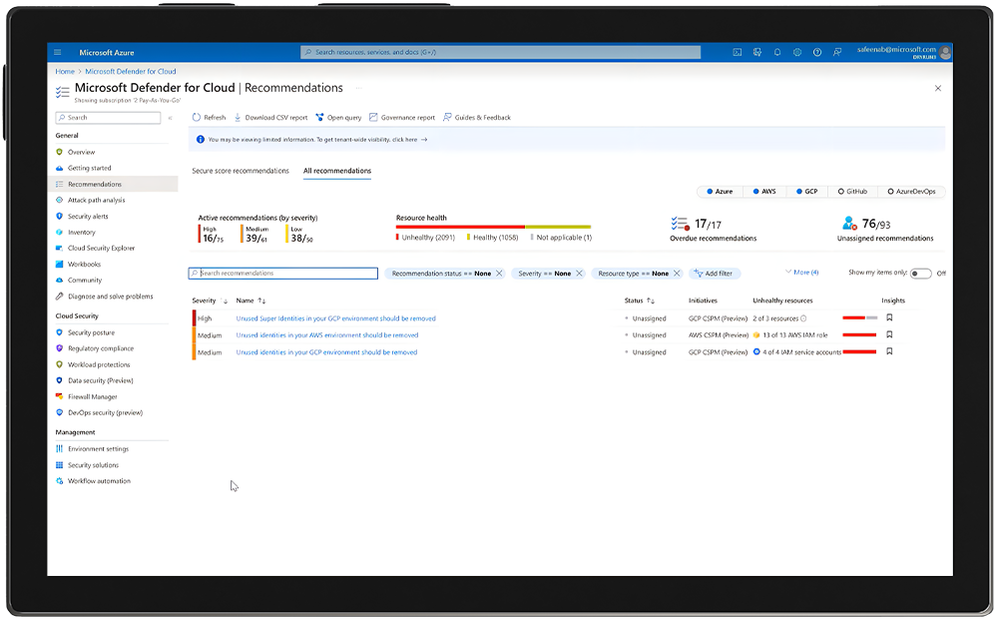 Microsoft Azure
Search resources, services, and docs (G+/)
safeenab@microsoft.com
Home > Microsoft Defender for Cloud
Microsoft Defender for Cloud | Recommendations
Showing subscription '2 Pay-As-You-Go'
Search
Refresh Download CSV report Open query Governance report Guides & Feedback
You may be viewing limited information. To get tenant-wide visibility, click here →
General
Overview
Getting started
Recommendations
Attack path analysis
Security alerts
Inventory
Cloud Security Explorer
Workbooks
Community
Diagnose and solve problems
Cloud Security
Security posture
Regulatory compliance
Workload protections
Data security (Preview)
Firewall Manager
DevOps security (preview)
Management
Environment settings
Security solutions
Workflow automation
Secure score recommendations All recommendations
Azure AWS GCP GitHub AzureDevOps
Active recommendations (by severity)
High Medium Low
16/75 39/61 38/50
Resource health
Unhealthy (2091) Healthy (1058) Not applicable (1)
17/17
Overdue recommendations
76/93
Unassigned recommendations
Search recommendations
Recommendation status == None Severity == None Resource type == None Add filter
More (4)
Show my items only: Off
Severity Name Status Initiatives Unhealthy resources Insights
High Unused Super Identities in your GCP environment should be removed Unassigned GCP CSPM (Preview) 2 of 3 resources
Medium Unused identities in your AWS environment should be removed Unassigned AWS CSPM (Preview) 13 of 13 AWS IAM role
Medium Unused identities in your GCP environment should be removed Unassigned GCP CSPM (Preview) 4 of 4 IAM service accounts